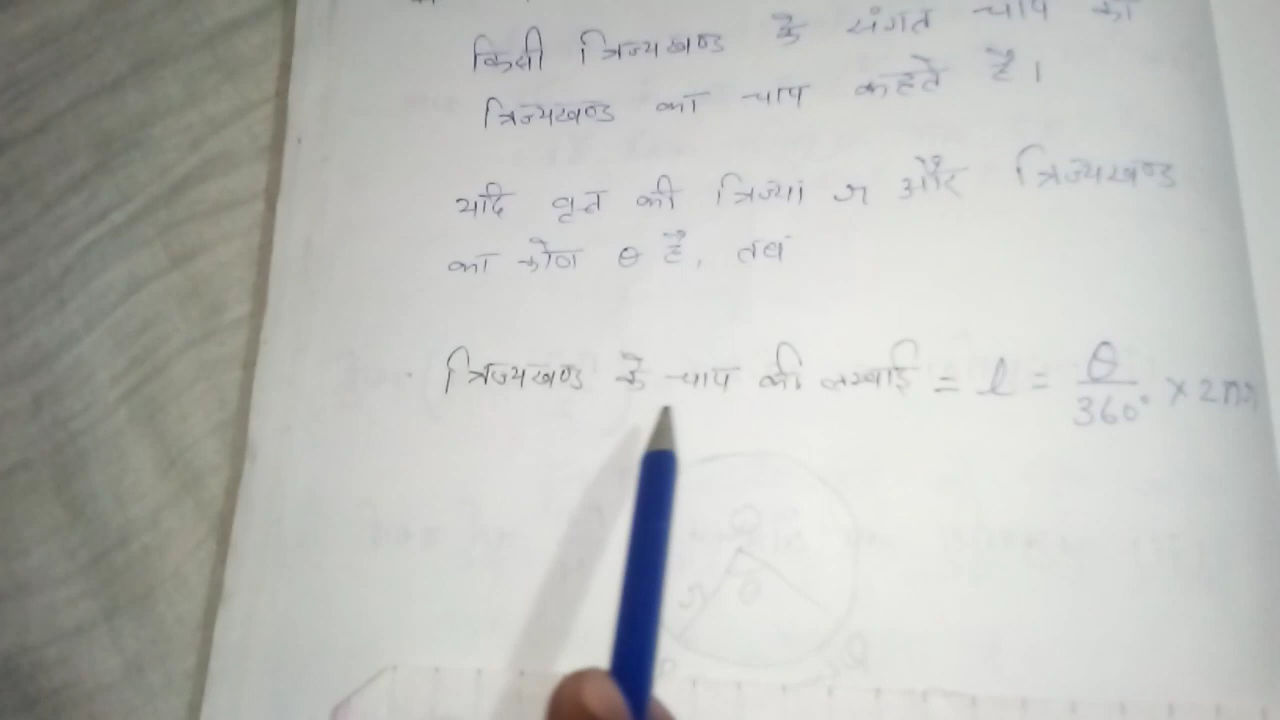 किसी त्रिज्यखण्ड के संगत चाप को
त्रिज्यखण्ड का चाप कहते है।
यदि वृत्त की त्रिज्या r और त्रिज्यखण्ड
का कोण θ है, तब
त्रिज्यखण्ड के चाप की लम्बाई = l = θ/360° × 2πr